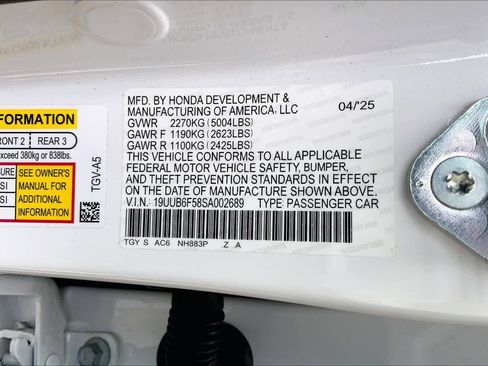 MFD. BY HONDA DEVELOPMENT &
MANUFACTURING OF AMERICA, LLC 04/'25
GVWR 2270KG (5004LBS)
GAWR F 1190KG (2623LBS)
GAWR R 1100KG (2425LBS)
THIS VEHICLE CONFORMS TO ALL APPLICABLE
FEDERAL MOTOR VEHICLE SAFETY, BUMPER,
AND THEFT PREVENTION STANDARDS IN EFFECT
ON THE DATE OF MANUFACTURE SHOWN ABOVE.
V.I.N.: 19UUB6F58SA002689 TYPE: PASSENGER CAR
TGY S AC6 NH883P .Z .A
FORMATION
RONT 2 REAR 3
xceed 380kg or 838lbs.
URE
SI
SI
SEE OWNER'S
MANUAL FOR
ADDITIONAL
INFORMATION
TGV-A5